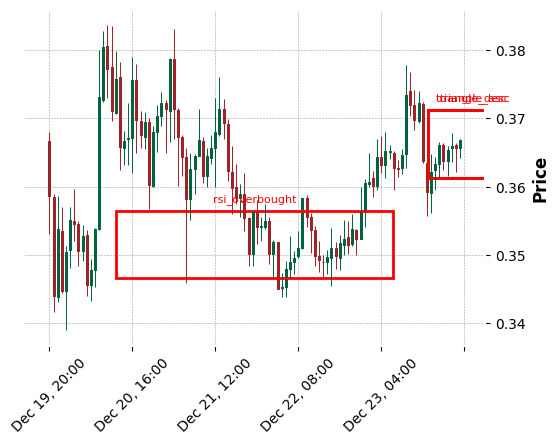 0.38
0.37
0.36
0.35
0.34
Price
rsi_overbought
Dec 19, 20:00
Dec 20, 16:00
Dec 21, 12:00
Dec 22, 08:00
Dec 23, 04:00